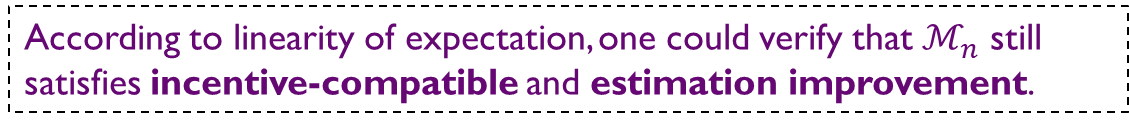 According to linearity of expectation, one could verify that ℳₙ still
satisfies incentive-compatible and estimation improvement.